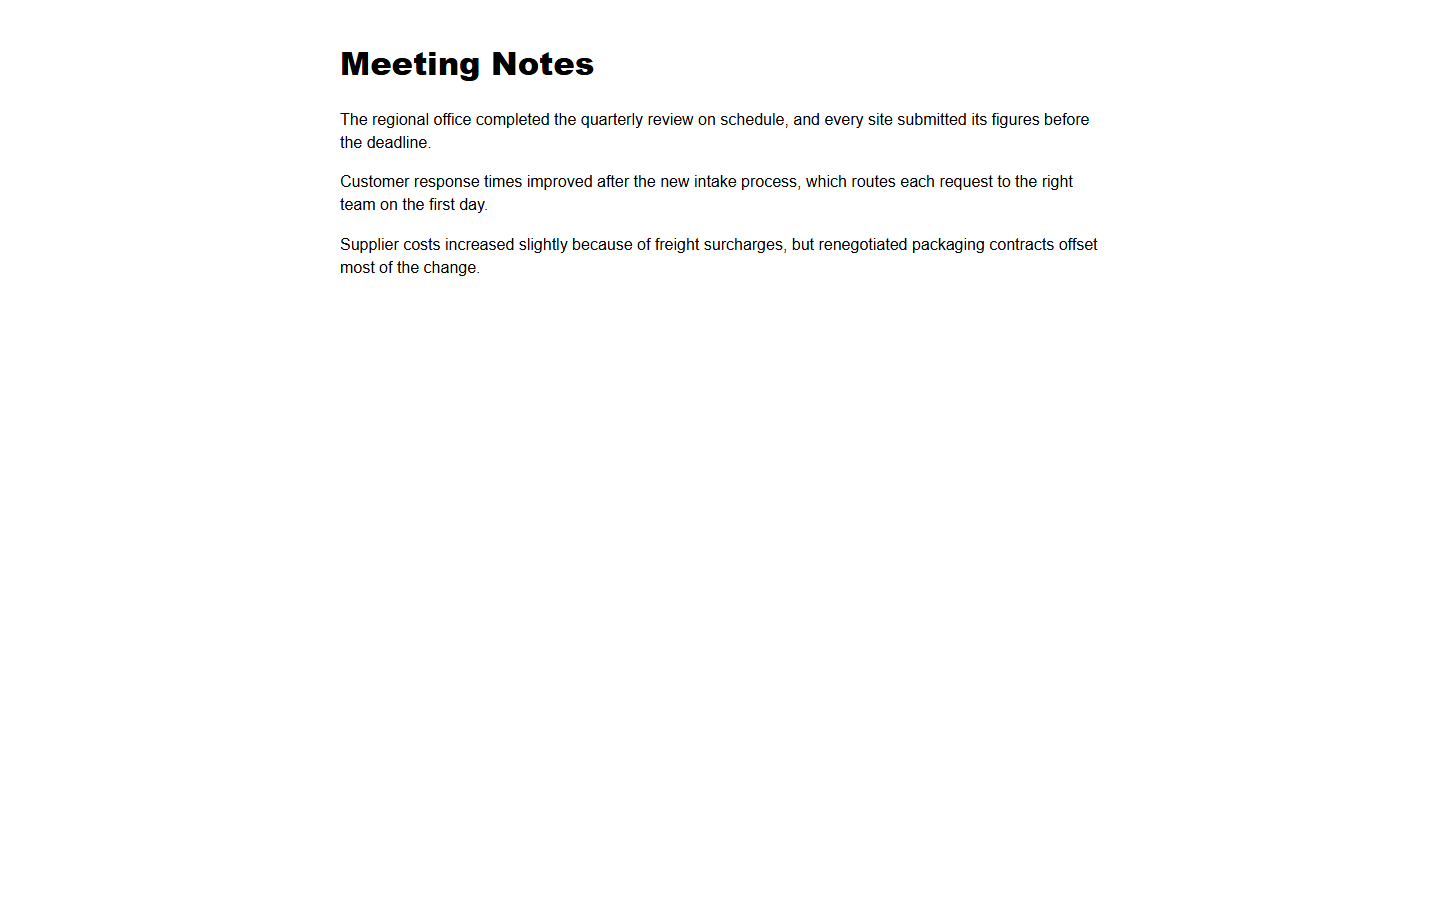 Meeting Notes
The regional office completed the quarterly review on schedule, and every site submitted its figures before
the deadline.
Customer response times improved after the new intake process, which routes each request to the right
team on the first day.
Supplier costs increased slightly because of freight surcharges, but renegotiated packaging contracts offset
most of the change.